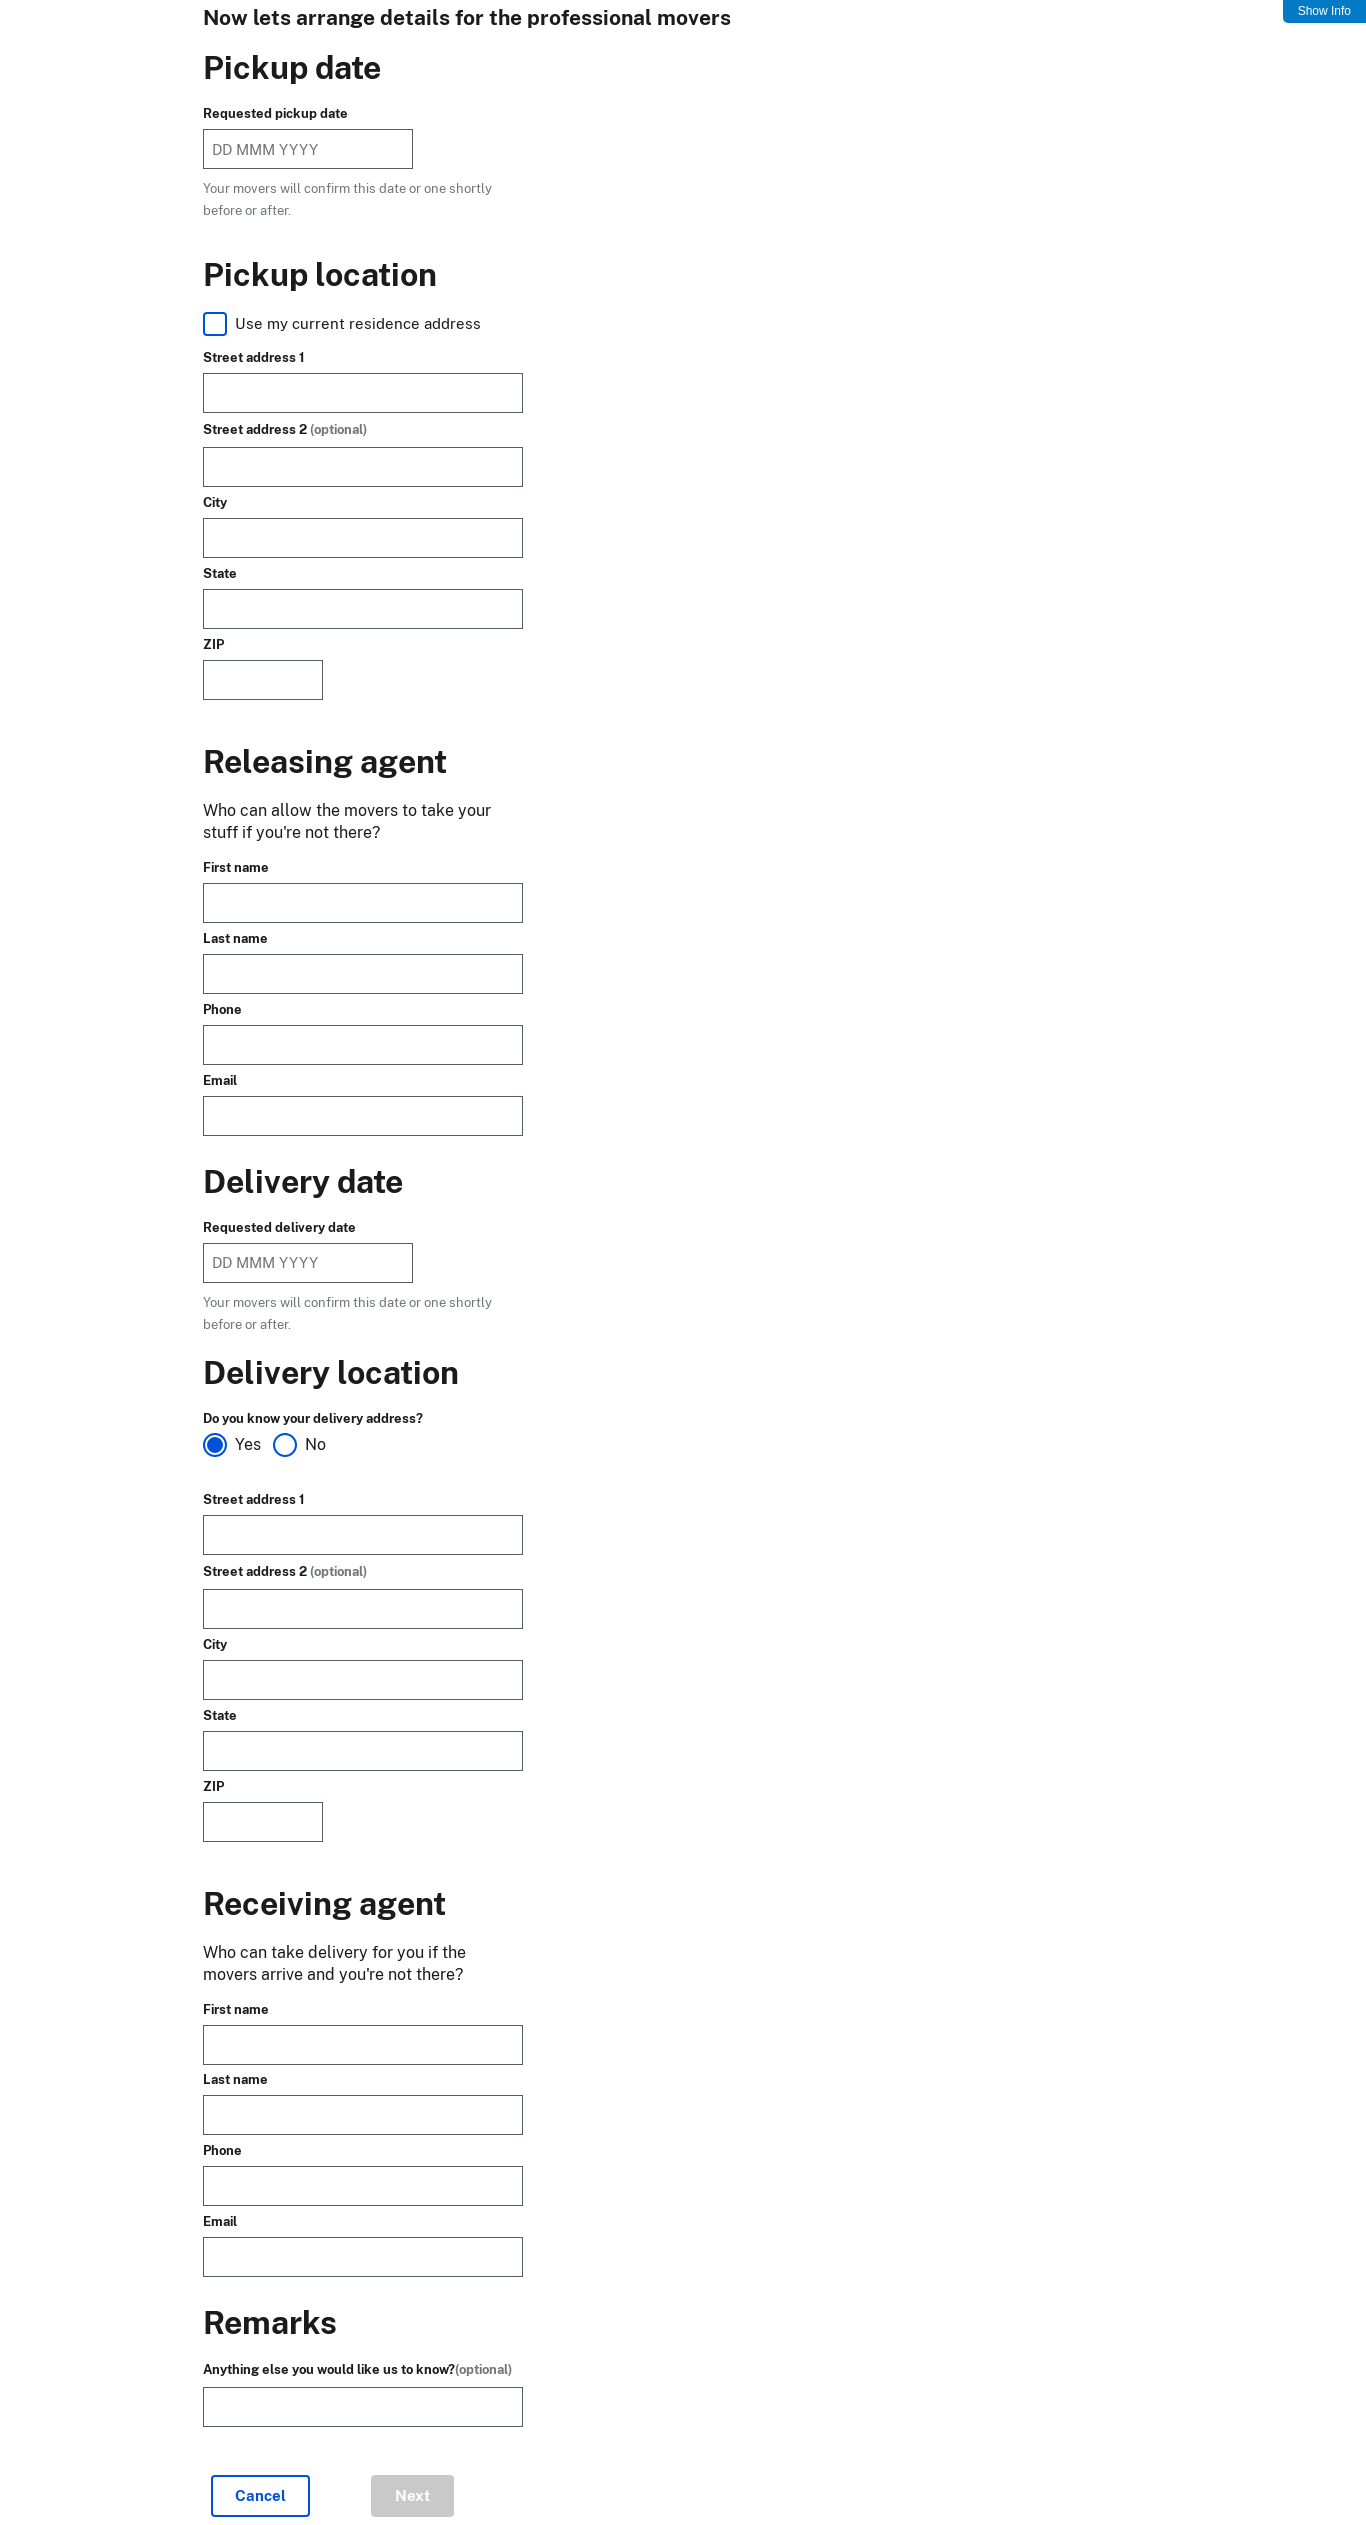 Now lets arrange details for the professional movers
Show Info
Pickup date
Requested pickup date
DD MMM YYYY
Your movers will confirm this date or one shortly
before or after.
Pickup location
Use my current residence address
Street address 1
Street address 2 (optional)
City
State
ZIP
Releasing agent
Who can allow the movers to take your
stuff if you're not there?
First name
Last name
Phone
Email
Delivery date
Requested delivery date
DD MMM YYYY
Your movers will confirm this date or one shortly
before or after.
Delivery location
Do you know your delivery address?
Yes No
Street address 1
Street address 2 (optional)
City
State
ZIP
Receiving agent
Who can take delivery for you if the
movers arrive and you're not there?
First name
Last name
Phone
Email
Remarks
Anything else you would like us to know?(optional)
Cancel Next